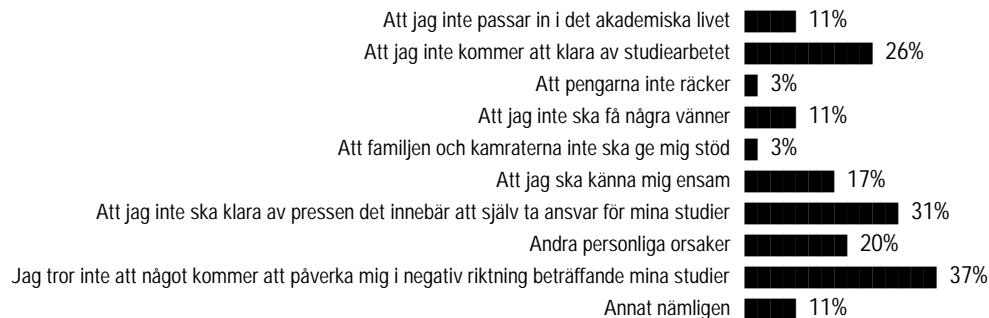 Att jag inte passar in i det akademiska livet 11%
Att jag inte kommer att klara av studiearbetet 26%
Att pengarna inte räcker 3%
Att jag inte ska få några vänner 11%
Att familjen och kamraterna inte ska ge mig stöd 3%
Att jag ska känna mig ensam 17%
Att jag inte ska klara av pressen det innebär att själv ta ansvar för mina studier 31%
Andra personliga orsaker 20%
Jag tror inte att något kommer att påverka mig i negativ riktning beträffande mina studier 37%
Annat nämligen 11%